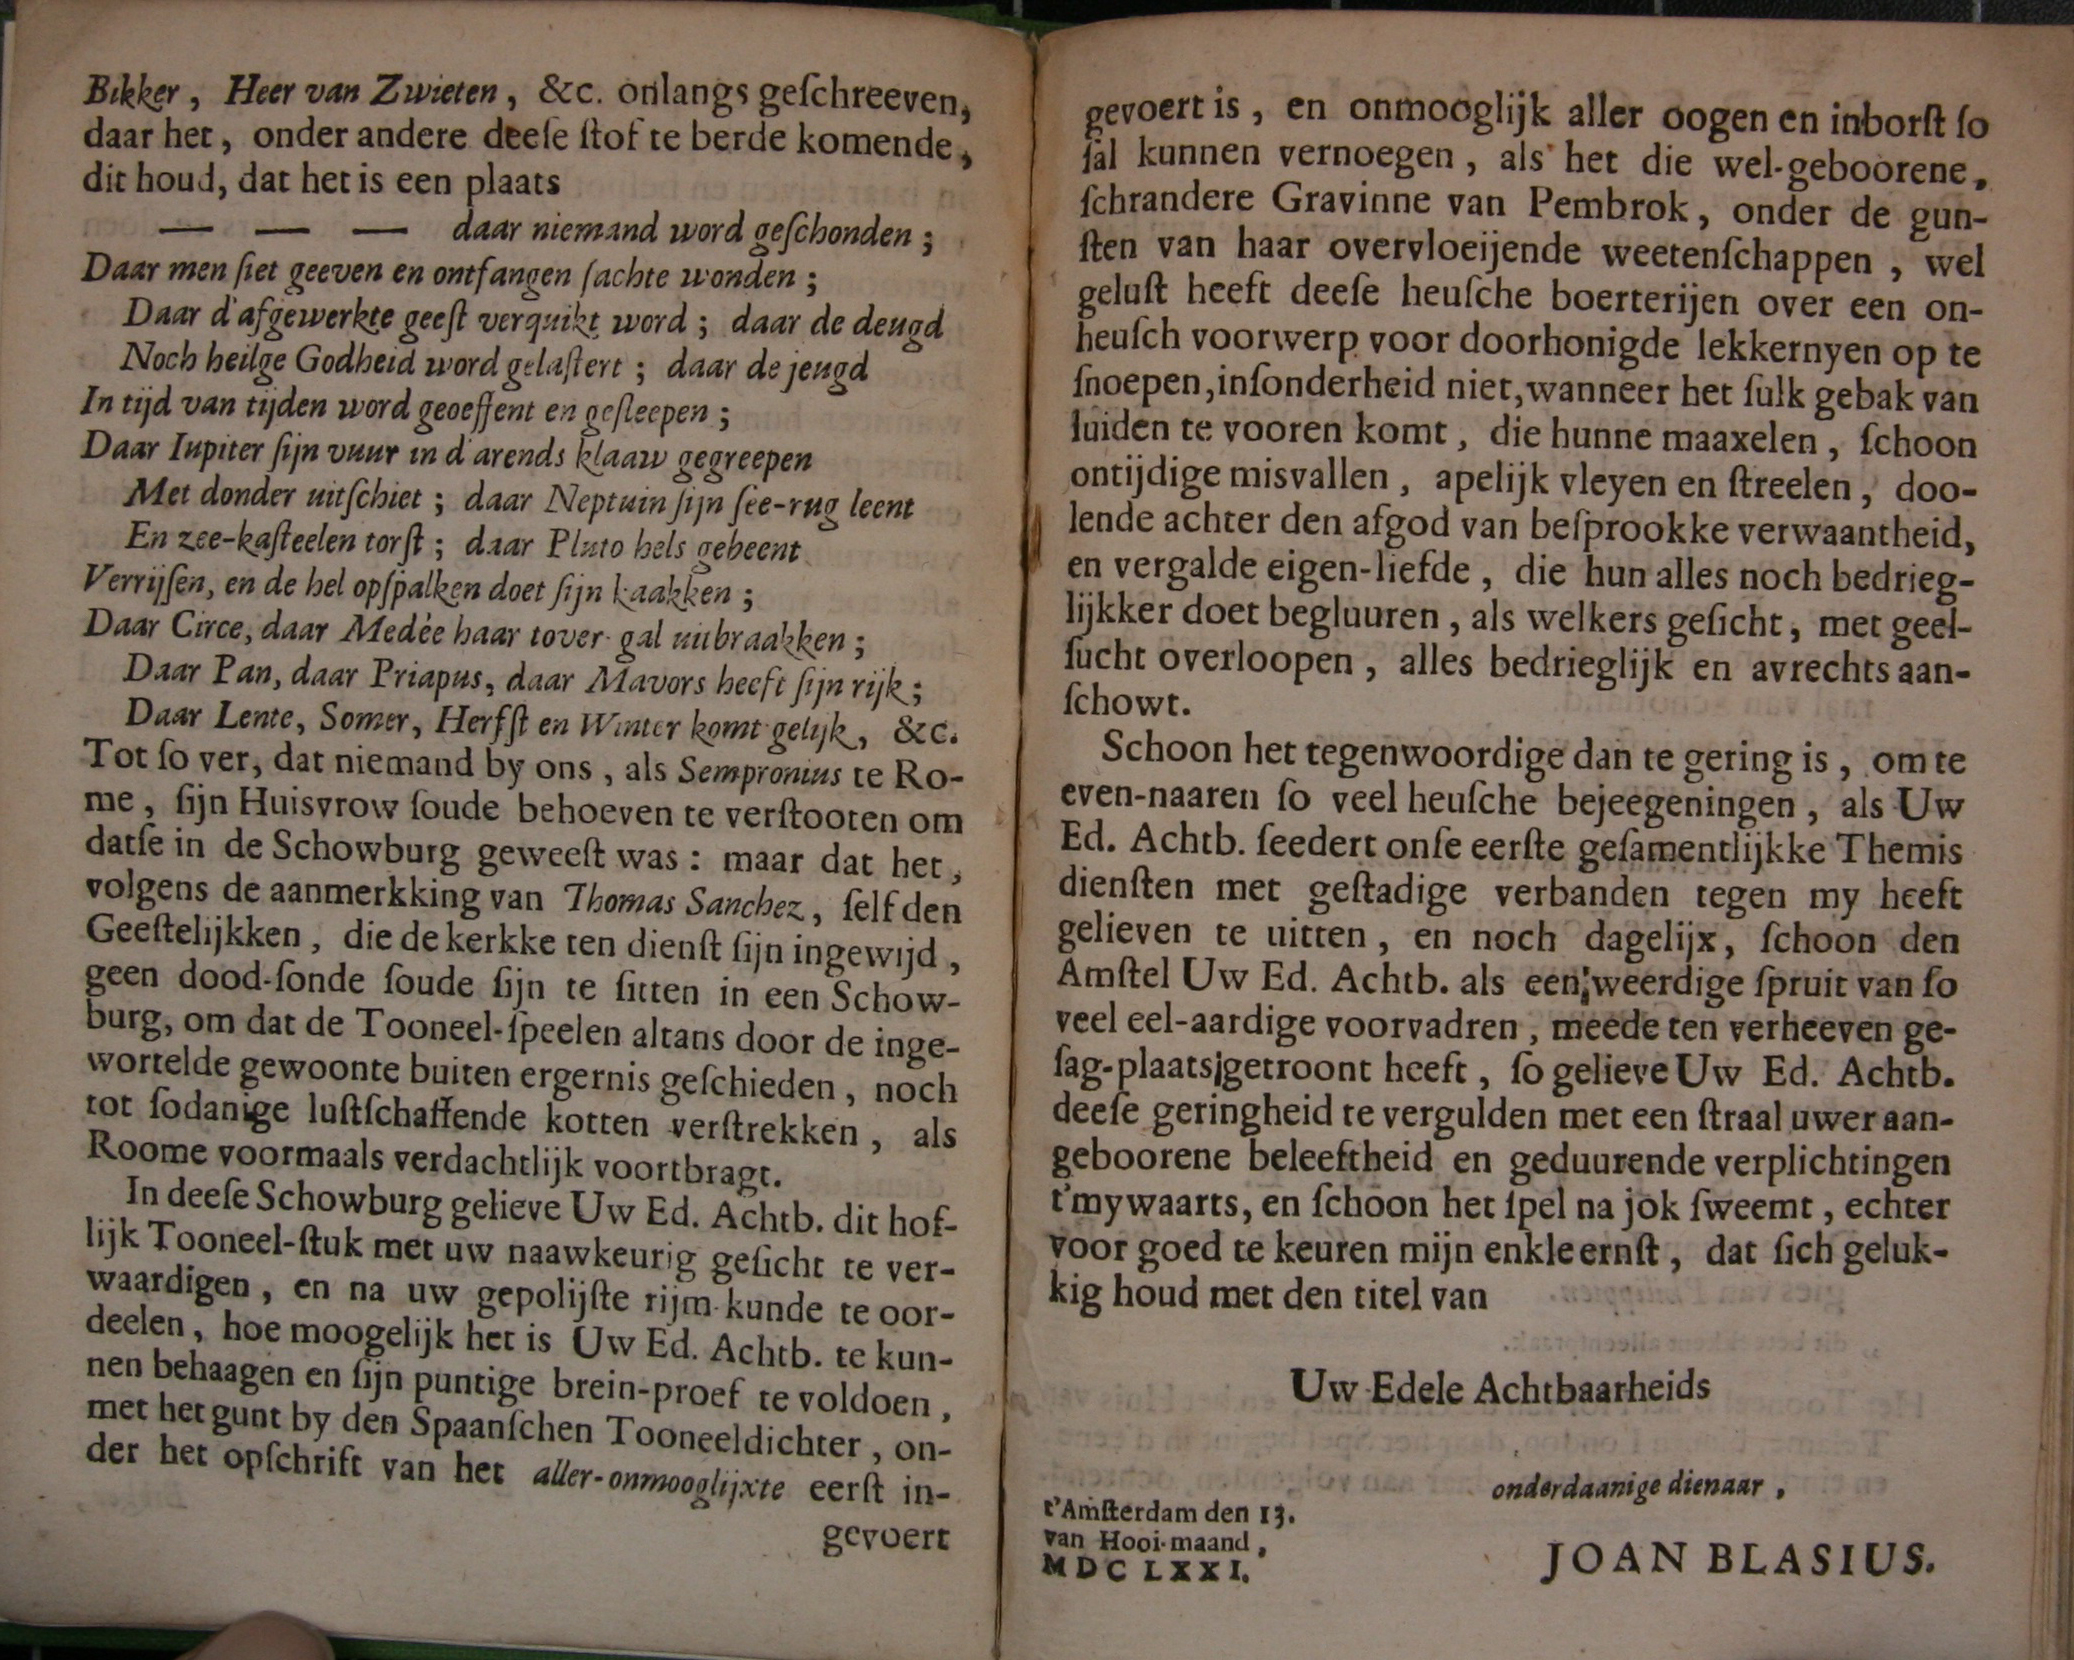 Bikker, Heer van Zwieten, &c. onlangs geſchreeven,
daar het, onder andere deeſe ſtof te berde komende,
dit houd, dat het is een plaats
— — — daar niemand word geſchonden;
Daar men ſiet geeven en ontfangen ſachte wonden;
Daar d'afgewerkte geeſt verquikt word; daar de deugd
Noch heilge Godheid word gelaſtert; daar de jeugd
In tijd van tijden word geoeffent en geſleepen;
Daar Iupiter ſijn vuur in d'arends klaaw gegreepen
Met donder uitſchiet; daar Neptuin ſijn ſee-rug leent
En zee-kaſteelen torſt; daar Pluto hels gebeent
Verrijſen, en de hel opſpalken doet ſijn kaakken;
Daar Circe, daar Medée haar tover-gal uitbraakken;
Daar Pan, daar Priapus, daar Mavors heeft ſijn rijk;
Daar Lente, Somer, Herfſt en Winter komt gelijk, &c.
Tot ſo ver, dat niemand by ons, als Sempronius te Ro-
me, ſijn Huisvrow ſoude behoeven te verſtooten om
datſe in de Schowburg geweeſt was: maar dat het,
volgens de aanmerkking van Thomas Sanchez, ſelf den
Geeſtelijkken, die de kerkke ten dienſt ſijn ingewijd,
geen dood-ſonde ſoude ſijn te ſitten in een Schow-
burg, om dat de Tooneel-ſpeelen altans door de inge-
wortelde gewoonte buiten ergernis geſchieden, noch
tot ſodanige luſtſchaffende kotten verſtrekken, als
Roome voormaals verdachtlijk voortbragt.
In deeſe Schowburg gelieve Uw Ed. Achtb. dit hof-
lijk Tooneel-ſtuk met uw naawkeurig geſicht te ver-
waardigen, en na uw gepolijſte rijm-kunde te oor-
deelen, hoe moogelijk het is Uw Ed. Achtb. te kun-
nen behaagen en ſijn puntige brein-proef te voldoen,
met het gunt by den Spaanſchen Tooneeldichter, on-
der het opſchrift van het aller-onmooglijxte eerſt in-
gevoert
gevoert is, en onmooglijk aller oogen en inborſt ſo
ſal kunnen vernoegen, als het die wel-geboorene,
ſchrandere Gravinne van Pembrok, onder de gun-
ſten van haar overvloeijende weetenſchappen, wel
geluſt heeft deeſe heuſche boerterijen over een on-
heuſch voorwerp voor doorhonigde lekkernyen op te
ſnoepen, inſonderheid niet, wanneer het ſulk gebak van
luiden te vooren komt, die hunne maaxelen, ſchoon
ontijdige misvallen, apelijk vleyen en ſtreelen, doo-
lende achter den afgod van beſprookke verwaantheid,
en vergalde eigen-liefde, die hun alles noch bedrieg-
lijkker doet begluuren, als welkers geſicht, met geel-
ſucht overloopen, alles bedrieglijk en avrechts aan-
ſchowt.
Schoon het tegenwoordige dan te gering is, om te
even-naaren ſo veel heuſche bejeegeningen, als Uw
Ed. Achtb. ſeedert onſe eerſte geſamentlijkke Themis
dienſten met geſtadige verbanden tegen my heeft
gelieven te uitten, en noch dagelijx, ſchoon den
Amſtel Uw Ed. Achtb. als een weerdige ſpruit van ſo
veel eel-aardige voorvadren, meede ten verheeven ge-
ſag-plaats getroont heeft, ſo gelieve Uw Ed. Achtb.
deeſe geringheid te vergulden met een ſtraal uwer aan-
geboorene beleeftheid en geduurende verplichtingen
t'mywaarts, en ſchoon het ſpel na jok ſweemt, echter
voor goed te keuren mijn enkle ernſt, dat ſich geluk-
kig houd met den titel van
Uw Edele Achtbaarheids
onderdaanige dienaar,
t'Amſterdam den 13.
van Hooi-maand,
MDCLXXI.
JOAN BLASIUS.